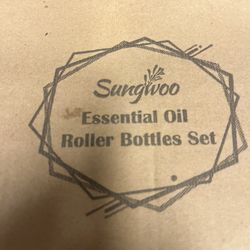 Sungwoo
Essential Oil
Roller Bottles Set